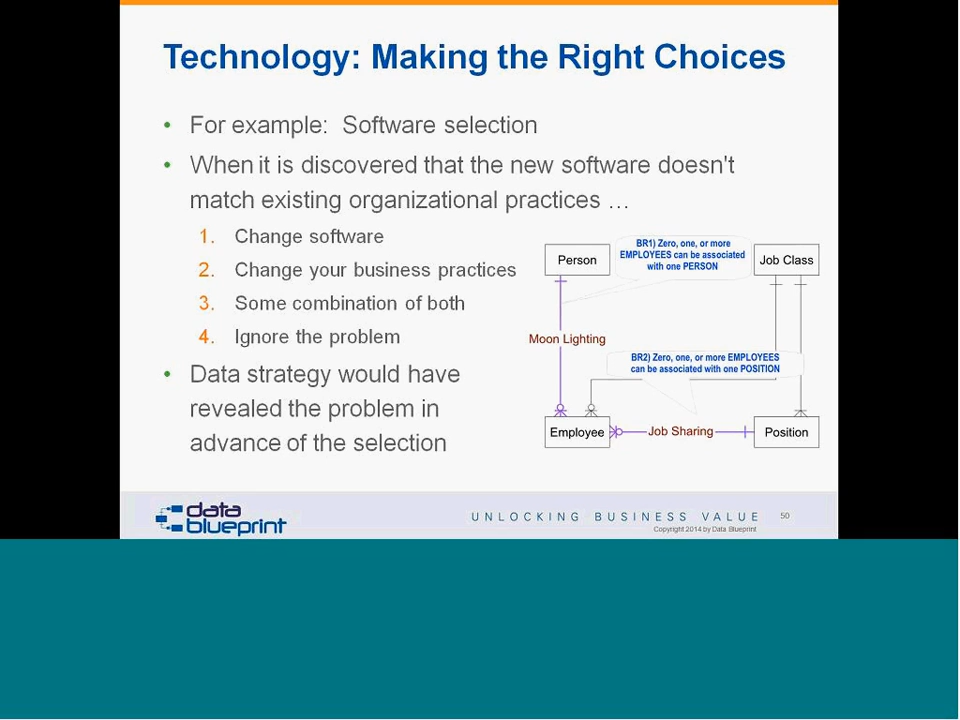 Technology: Making the Right Choices
• For example: Software selection
• When it is discovered that the new software doesn't
match existing organizational practices …
1. Change software
2. Change your business practices
3. Some combination of both
4. Ignore the problem
• Data strategy would have
revealed the problem in
advance of the selection
Person
BR1) Zero, one, or more
EMPLOYEES can be associated
with one PERSON
Job Class
Moon Lighting
BR2) Zero, one, or more EMPLOYEES
can be associated with one POSITION
Employee
Job Sharing
Position
data
blueprint
UNLOCKING BUSINESS VALUE
50
Copyright 2014 by Data Blueprint